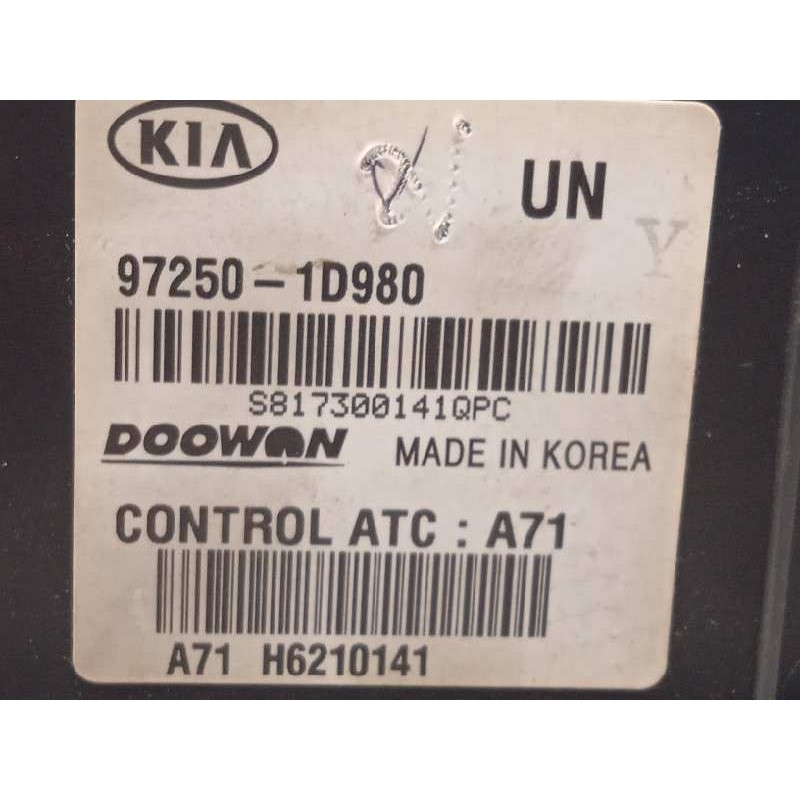 KIA
UN
Y
97250-1D980
S817300141QPC
DOOWON MADE IN KOREA
CONTROL ATC : A71
A71 H6210141